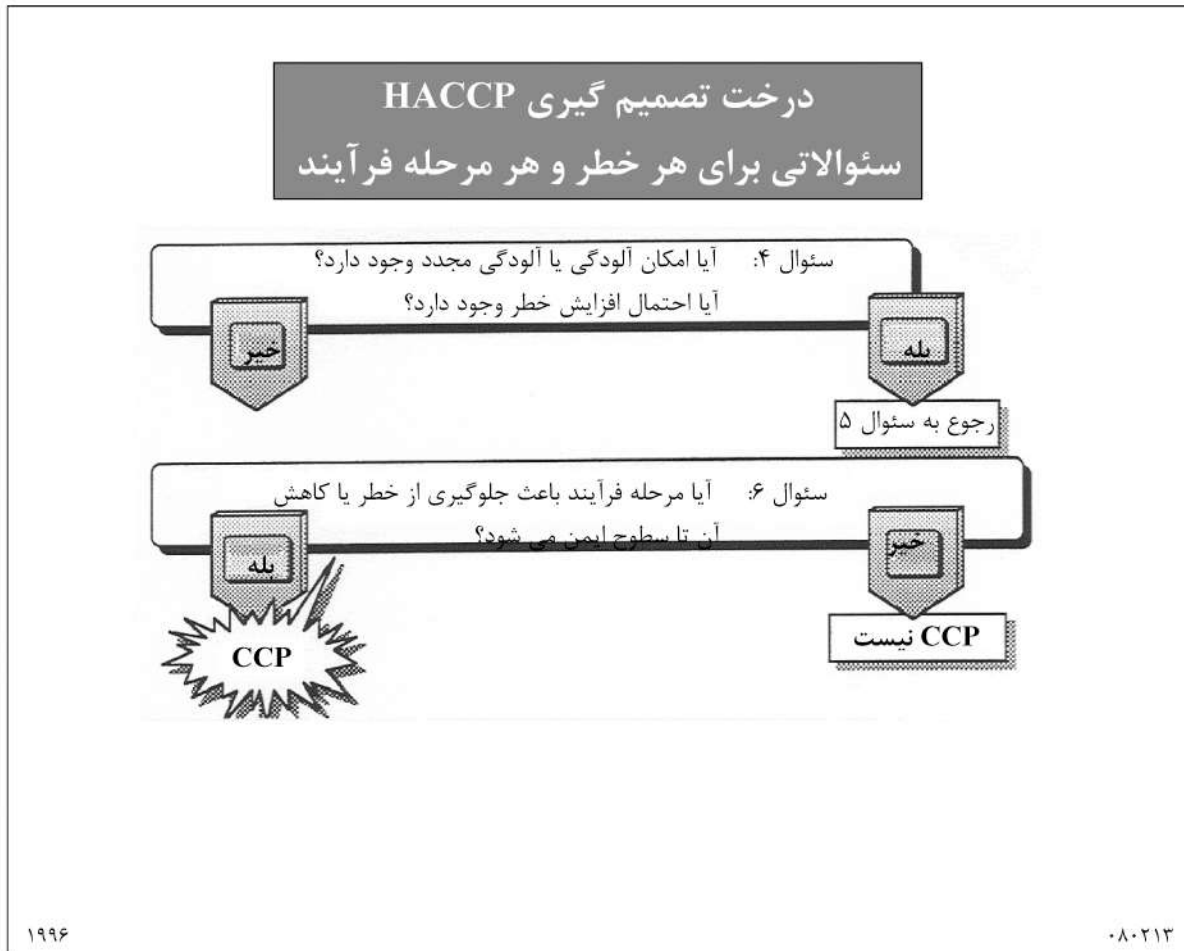 درخت تصمیم گیری HACCP
سئوالاتی برای هر خطر و هر مرحله فرآیند
سئوال ۴: آیا امکان آلودگی یا آلودگی مجدد وجود دارد؟
آیا احتمال افزایش خطر وجود دارد؟
بله
خیر
رجوع به سئوال ۵
سئوال ۶: آیا مرحله فرآیند باعث جلوگیری از خطر یا کاهش
آن تا سطوح ایمن می شود؟
خیر
بله
CCP نیست
CCP
۰۸۰۲۱۳
۱۹۹۶